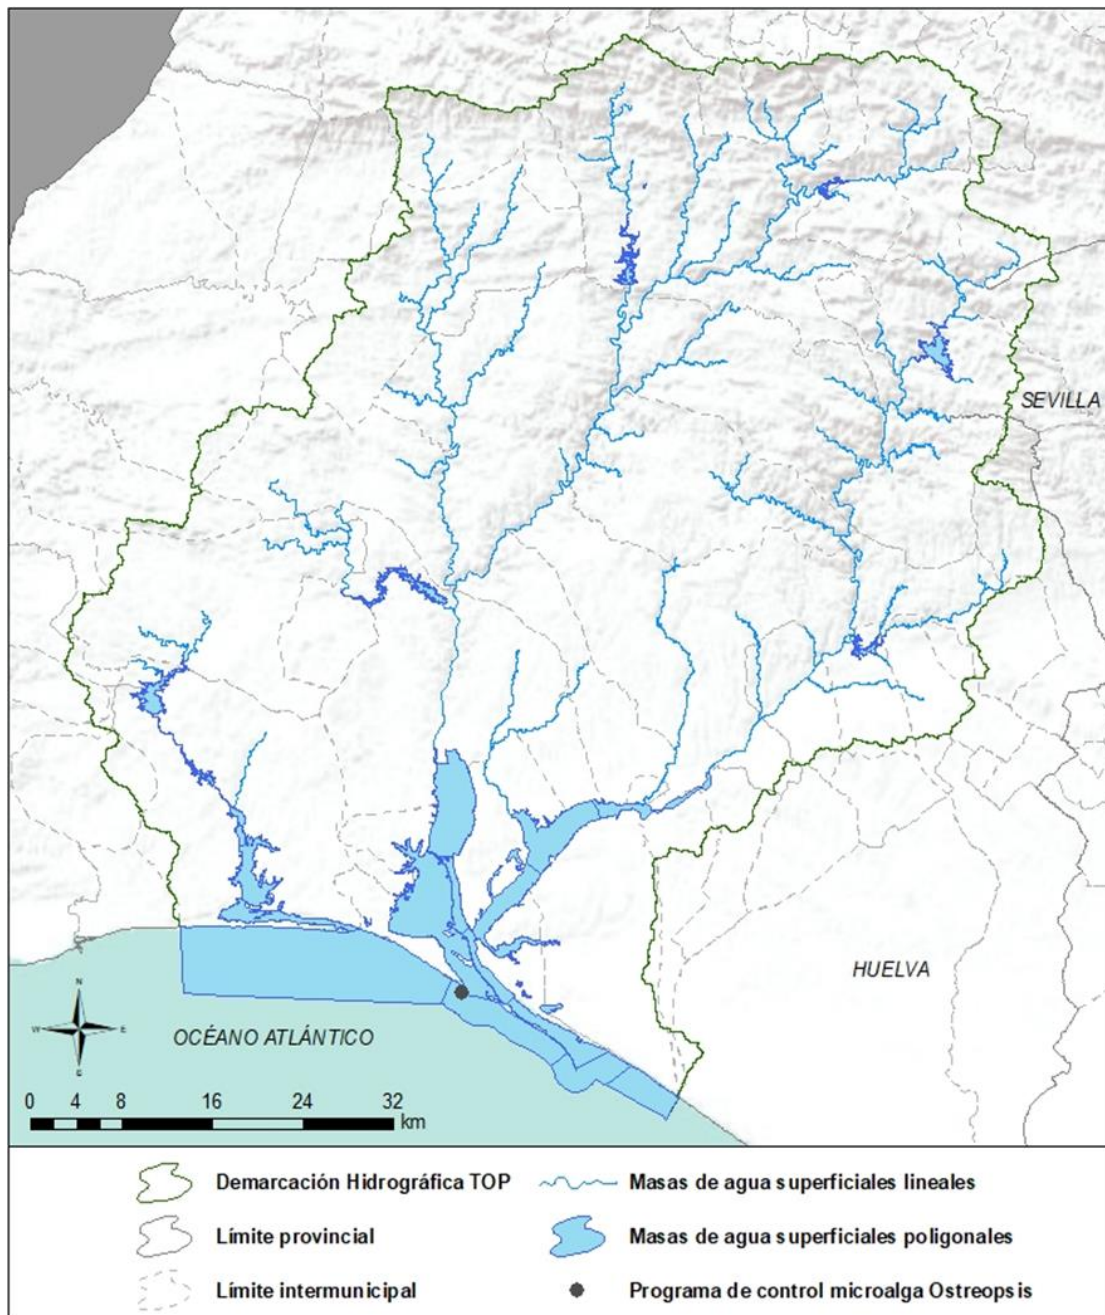 SEVILLA
HUELVA
OCÉANO ATLÁNTICO
N
W
E
S
0 4 8 16 24 32
km
Demarcación Hidrográfica TOP
Masas de agua superficiales lineales
Límite provincial
Masas de agua superficiales poligonales
Límite intermunicipal
Programa de control microalga Ostreopsis